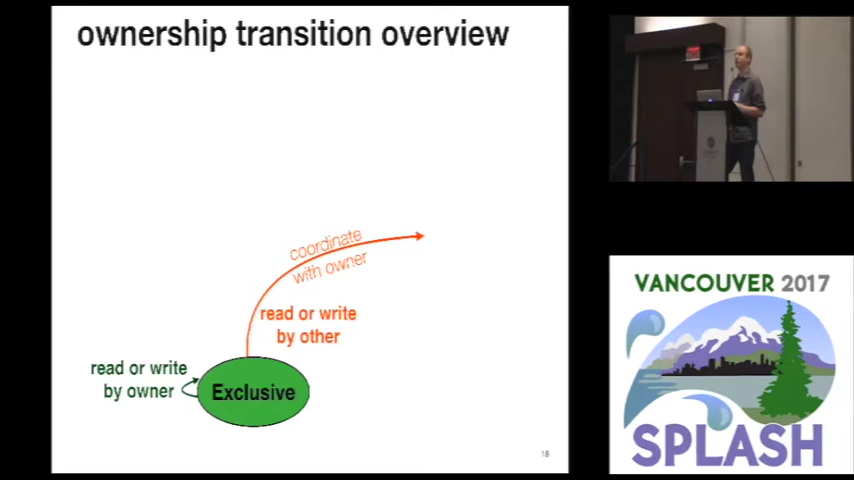 ownership transition overview
coordinate
with owner
read or write
by other
read or write
by owner
Exclusive
18
VANCOUVER 2017
SPLASH